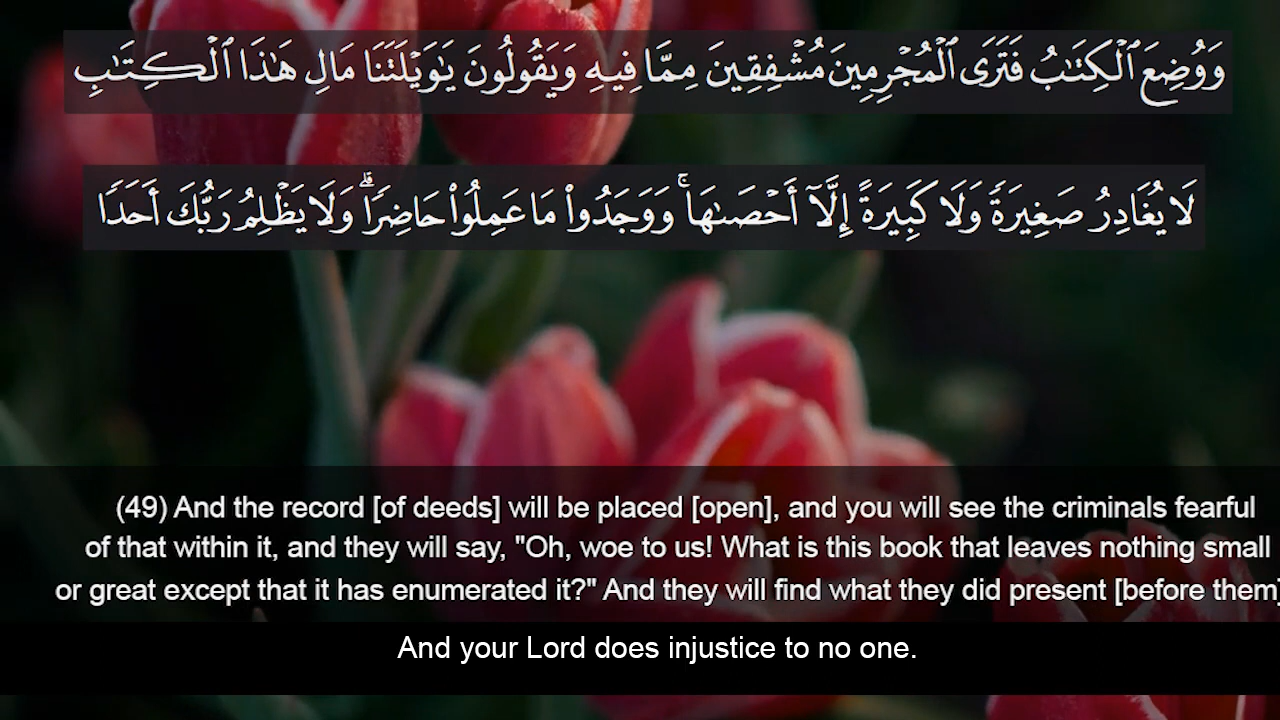 وَوُضِعَ ٱلْكِتَـٰبُ فَتَرَى ٱلْمُجْرِمِينَ مُشْفِقِينَ مِمَّا فِيهِ وَيَقُولُونَ يَـٰوَيْلَتَنَا مَالِ هَـٰذَا ٱلْكِتَـٰبِ
لَا يُغَادِرُ صَغِيرَةً وَلَا كَبِيرَةً إِلَّآ أَحْصَىٰهَا ۚ وَوَجَدُوا۟ مَا عَمِلُوا۟ حَاضِرًا ۗ وَلَا يَظْلِمُ رَبُّكَ أَحَدًا
(49) And the record [of deeds] will be placed [open], and you will see the criminals fearful
of that within it, and they will say, "Oh, woe to us! What is this book that leaves nothing small
or great except that it has enumerated it?" And they will find what they did present [before them]
And your Lord does injustice to no one.